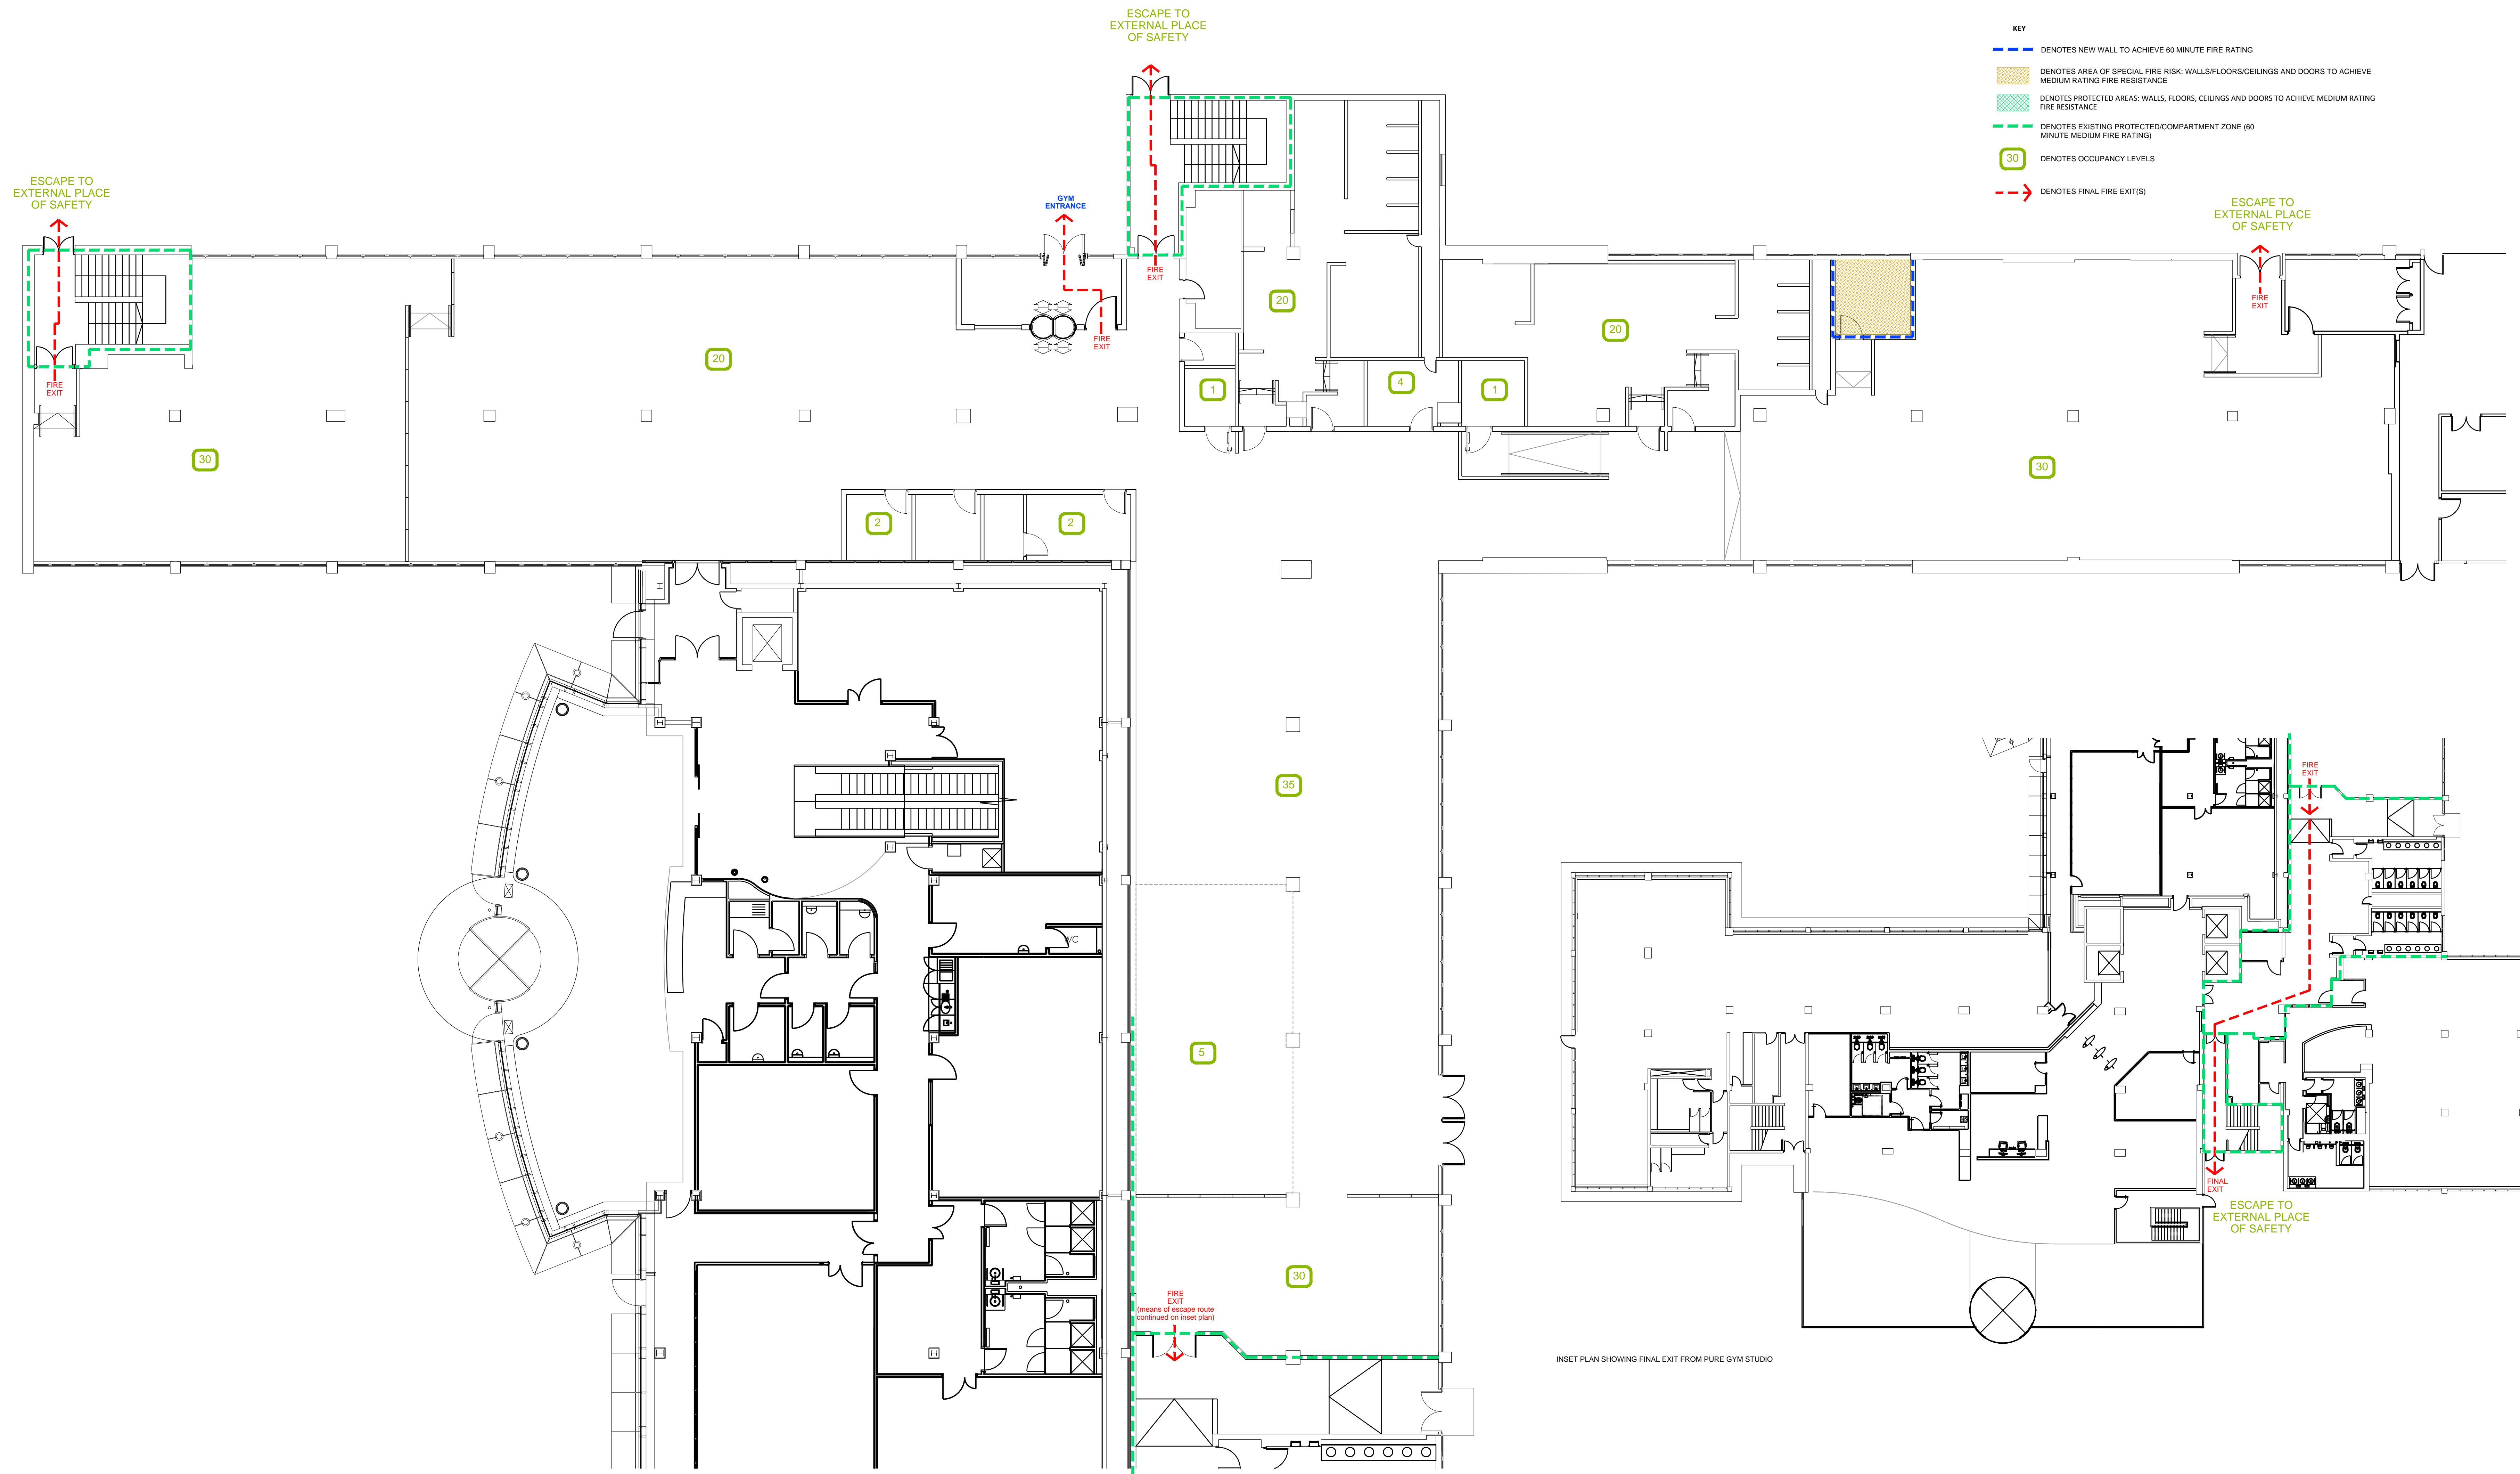 ESCAPE TO
EXTERNAL PLACE
OF SAFETY
KEY
DENOTES NEW WALL TO ACHIEVE 60 MINUTE FIRE RATING
DENOTES AREA OF SPECIAL FIRE RISK: WALLS/FLOORS/CEILINGS AND DOORS TO ACHIEVE
MEDIUM RATING FIRE RESISTANCE
DENOTES PROTECTED AREAS: WALLS, FLOORS, CEILINGS AND DOORS TO ACHIEVE MEDIUM RATING
FIRE RESISTANCE
DENOTES EXISTING PROTECTED/COMPARTMENT ZONE (60
MINUTE MEDIUM FIRE RATING)
30
DENOTES OCCUPANCY LEVELS
DENOTES FINAL FIRE EXIT(S)
ESCAPE TO
EXTERNAL PLACE
OF SAFETY
GYM
ENTRANCE
ESCAPE TO
EXTERNAL PLACE
OF SAFETY
FIRE
EXIT
FIRE
EXIT
FIRE
EXIT
FIRE
EXIT
20
20
20
1
4
1
30
30
2
2
35
5
WC
30
FIRE
EXIT
(means of escape route
continued on inset plan)
FIRE
EXIT
FINAL
EXIT
ESCAPE TO
EXTERNAL PLACE
OF SAFETY
INSET PLAN SHOWING FINAL EXIT FROM PURE GYM STUDIO